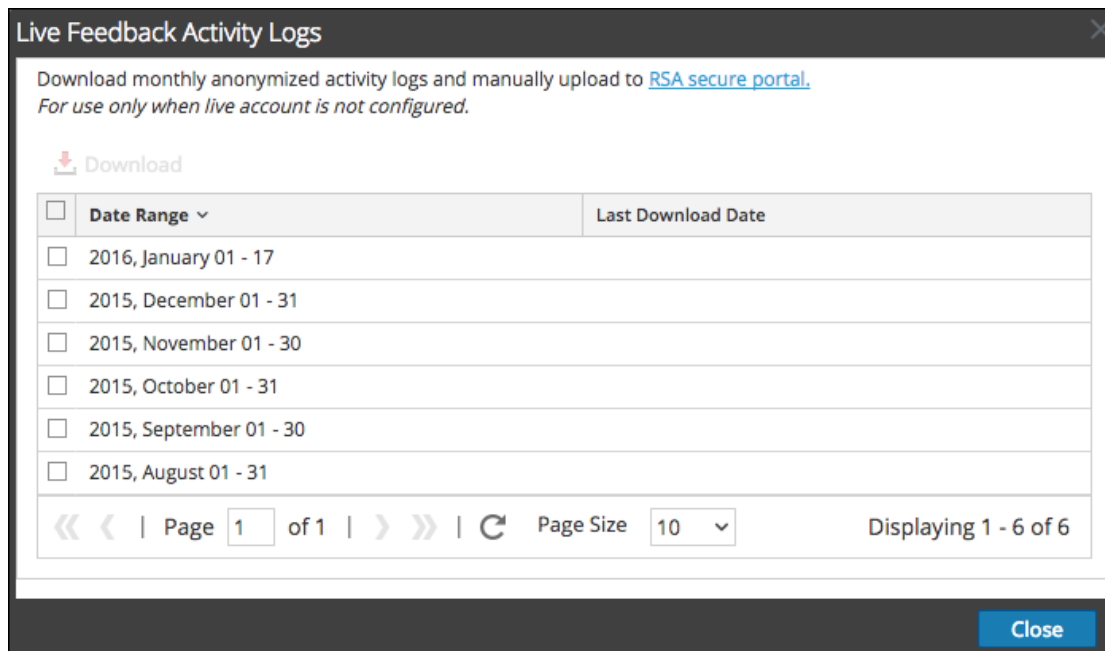 Live Feedback Activity Logs
Download monthly anonymized activity logs and manually upload to RSA secure portal.
For use only when live account is not configured.
Download
Date Range Last Download Date
2016, January 01 - 17
2015, December 01 - 31
2015, November 01 - 30
2015, October 01 - 31
2015, September 01 - 30
2015, August 01 - 31
| Page 1 of 1 | | Page Size 10 Displaying 1 - 6 of 6
Close